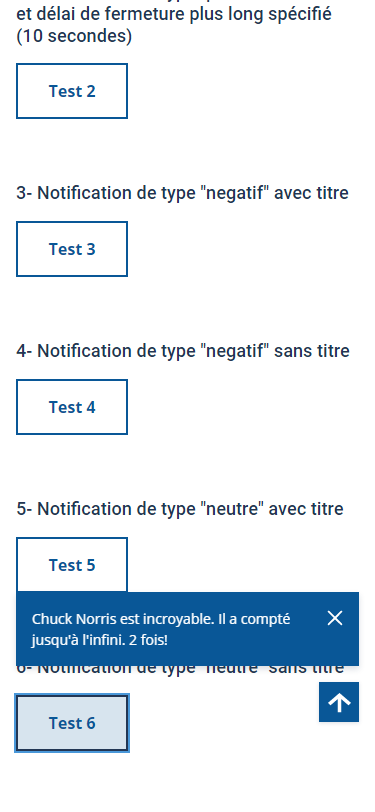 et délai de fermeture plus long spécifié
(10 secondes)
Test 2
3- Notification de type "negatif" avec titre
Test 3
4- Notification de type "negatif" sans titre
Test 4
5- Notification de type "neutre" avec titre
Test 5
Chuck Norris est incroyable. Il a compté
jusqu'à l'infini. 2 fois!
6- Notification de type "neutre" sans titre
Test 6